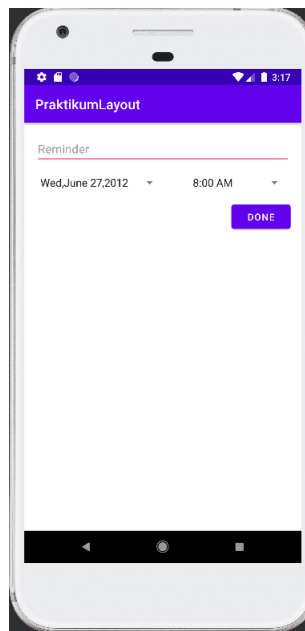 3:17
PraktikumLayout
Reminder
Wed,June 27,2012 8:00 AM
DONE